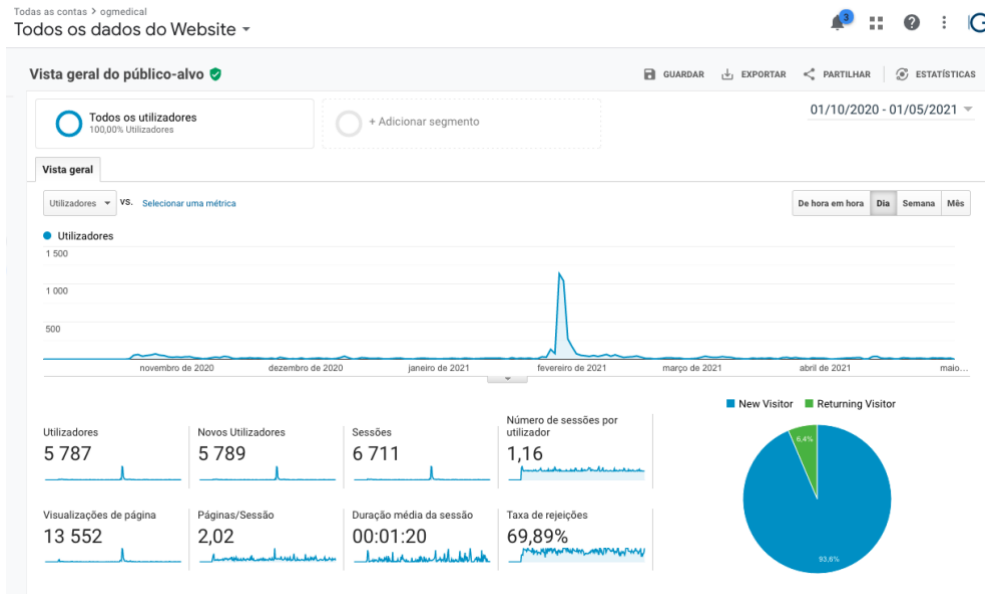 Todas as contas > ogmedical
Todos os dados do Website
3
Vista geral do público-alvo
GUARDAR
EXPORTAR
PARTILHAR
ESTATÍSTICAS
Todos os utilizadores
100,00% Utilizadores
+ Adicionar segmento
01/10/2020 - 01/05/2021
Vista geral
Utilizadores
VS.
Selecionar uma métrica
De hora em hora
Dia
Semana
Mês
Utilizadores
1 500
1 000
500
novembro de 2020
dezembro de 2020
janeiro de 2021
fevereiro de 2021
março de 2021
abril de 2021
maio...
New Visitor
Returning Visitor
Utilizadores
5 787
Novos Utilizadores
5 789
Sessões
6 711
Número de sessões por
utilizador
1,16
Visualizações de página
13 552
Páginas/Sessão
2,02
Duração média da sessão
00:01:20
Taxa de rejeições
69,89%
6,4%
93,6%